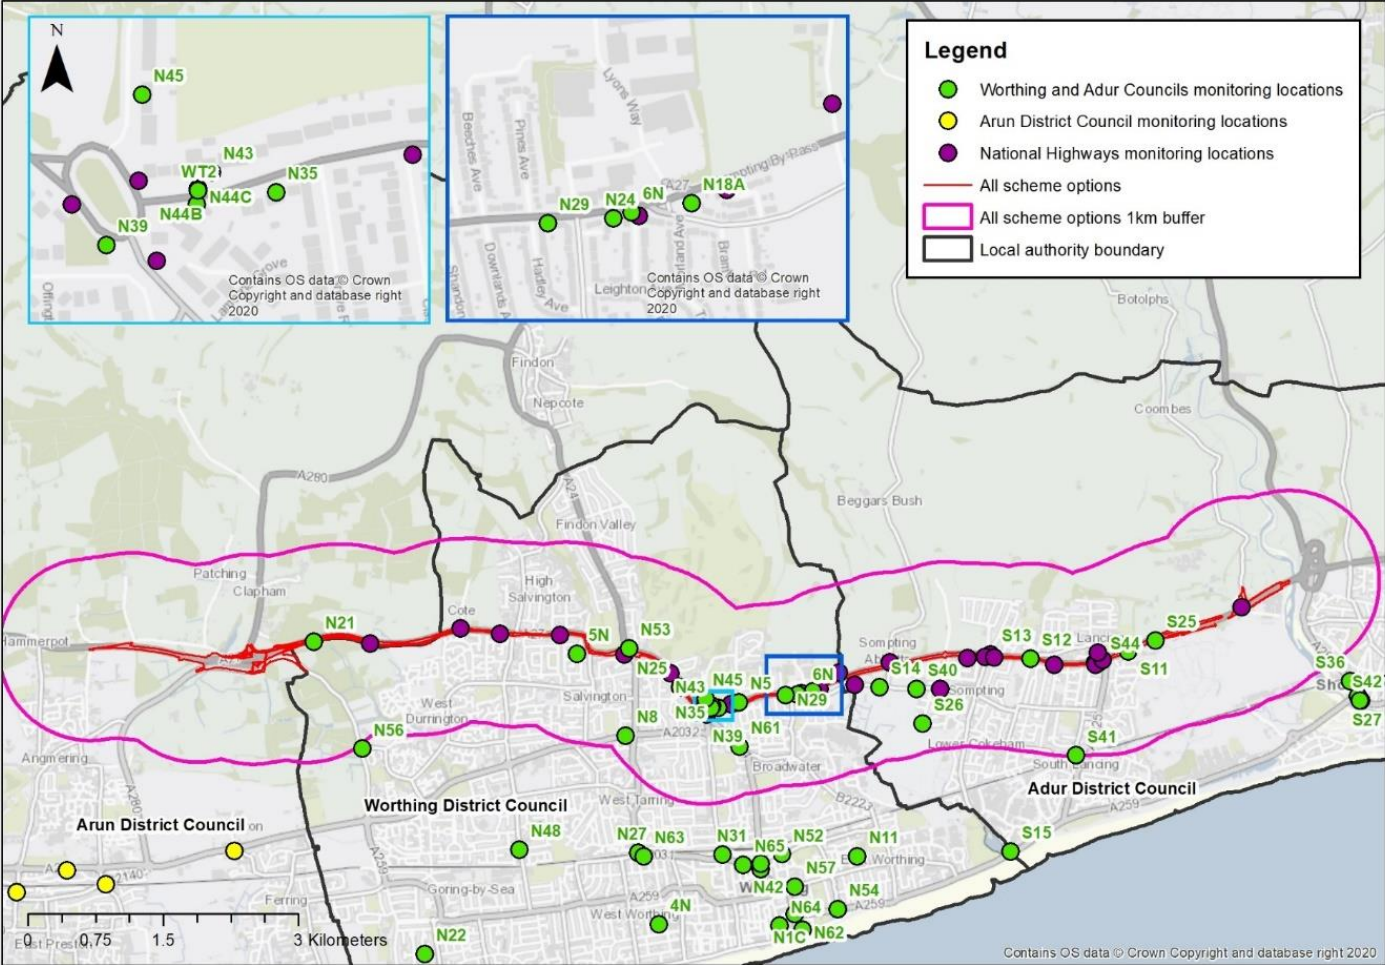 N
N45
N43
WT2
N35
N44C
N44B
N39
Contains OS data © Crown
Copyright and database right
2020
Lyons Way
Beeches Ave
Pines Ave
A27
N18A
6N
N24
N29
Downlands A
Hadley Ave
Shandon
Leighton Ave
Contains OS data © Crown
Copyright and database right
2020
Legend
Worthing and Adur Councils monitoring locations
Arun District Council monitoring locations
National Highways monitoring locations
All scheme options
All scheme options 1km buffer
Local authority boundary
Botolphs
Findon
Nepcote
Coombes
A280
A24
Beggars Bush
Findon Valley
Patching
Clapham
High
Salvington
Cote
Hammerpot
N21
5N
N53
N25
Sompting
S13
S12
S44
S25
S11
S14
S40
Sompting
S26
S36
S42
S27
N43
N45
N5
6N
N29
N35
N39
N61
Salvington
West
Durrington
N56
N8
A2032
Broadwater
Lower Cokeham
S41
South Lancing
Angmering
A280
Worthing District Council
West Tarring
B2223
Adur District Council
A259
Arun District Council
N48
N27
N63
N31
N65
N52
N11
S15
N42
N57
A259
Goring-by-Sea
A259
N54
A259
Ferring
West Worthing
4N
N64
N1C
N62
N22
0 0.75 1.5 3 Kilometers
East Preston
Contains OS data © Crown Copyright and database right 2020